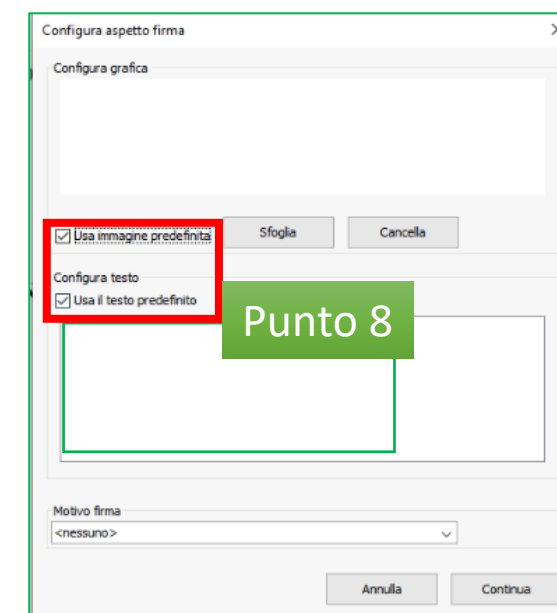 Configura aspetto firma
Configura grafica
Usa immagine predefinita
Sfoglia
Cancella
Configura testo
Usa il testo predefinito
Punto 8
Motivo firma
<nessuno>
Annulla
Continua